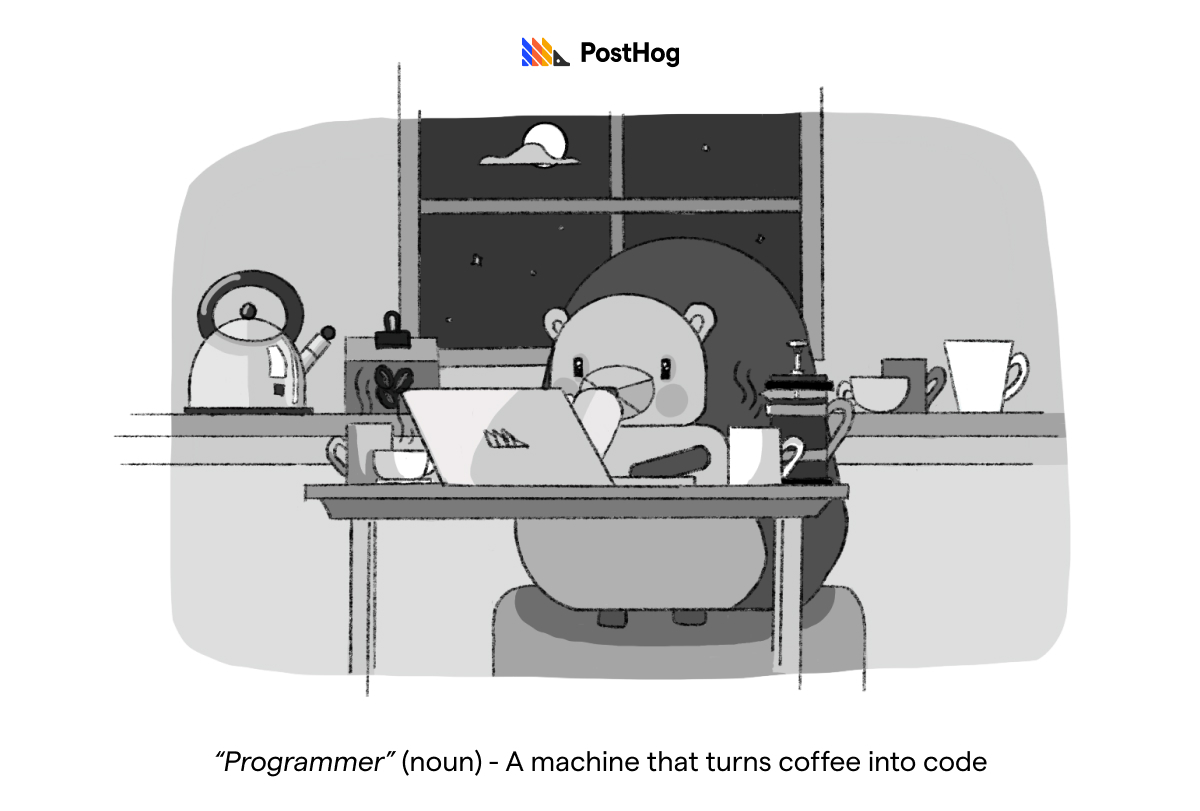 PostHog
“Programmer” (noun) - A machine that turns coffee into code